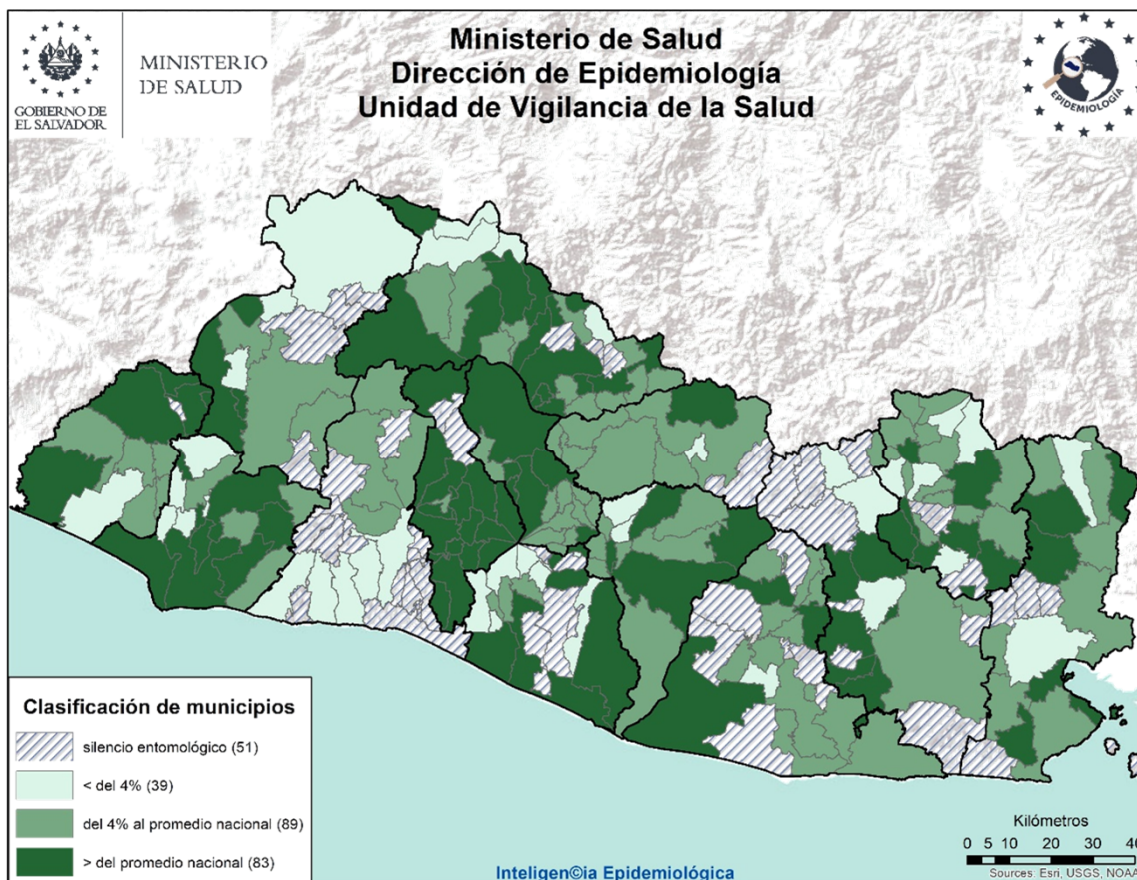 Ministerio de Salud
Dirección de Epidemiología
Unidad de Vigilancia de la Salud
GOBIERNO DE
EL SALVADOR
MINISTERIO
DE SALUD
EPIDEMIOLOGÍA
Clasificación de municipios
silencio entomológico (51)
< del 4% (39)
del 4% al promedio nacional (89)
> del promedio nacional (83)
Inteligen©ia Epidemiológica
Kilómetros
0 5 10 20 30 40
Sources: Esri, USGS, NOAA